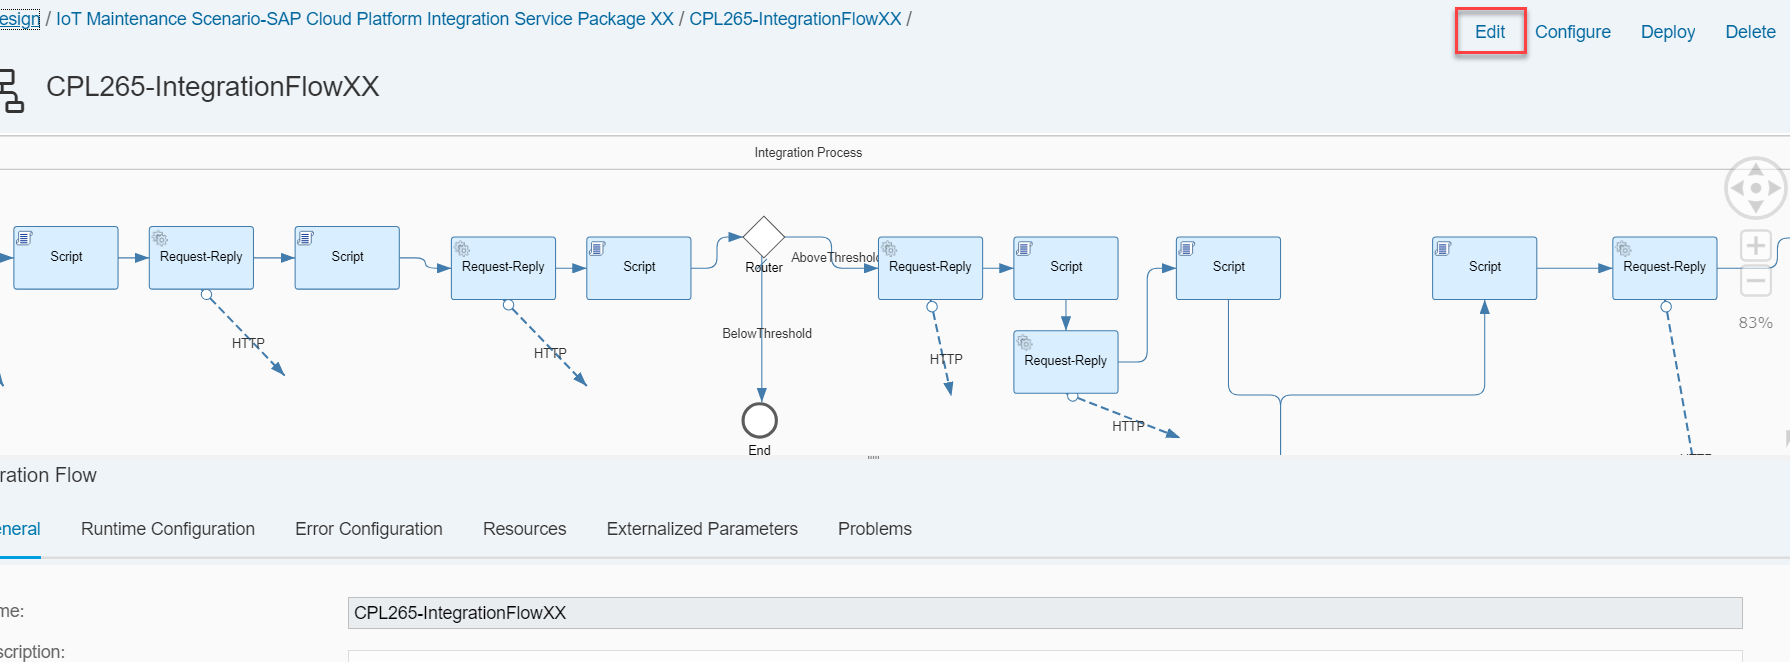 esign / IoT Maintenance Scenario-SAP Cloud Platform Integration Service Package XX / CPL265-IntegrationFlowXX /
Edit Configure Deploy Delete
CPL265-IntegrationFlowXX
Integration Process
Script Request-Reply Script Request-Reply Script Router AboveThreshold Request-Reply Script Script Script Request-Reply
BelowThreshold
HTTP HTTP HTTP Request-Reply
83%
HTTP
End
ration Flow
eneral Runtime Configuration Error Configuration Resources Externalized Parameters Problems
me: CPL265-IntegrationFlowXX
scription: